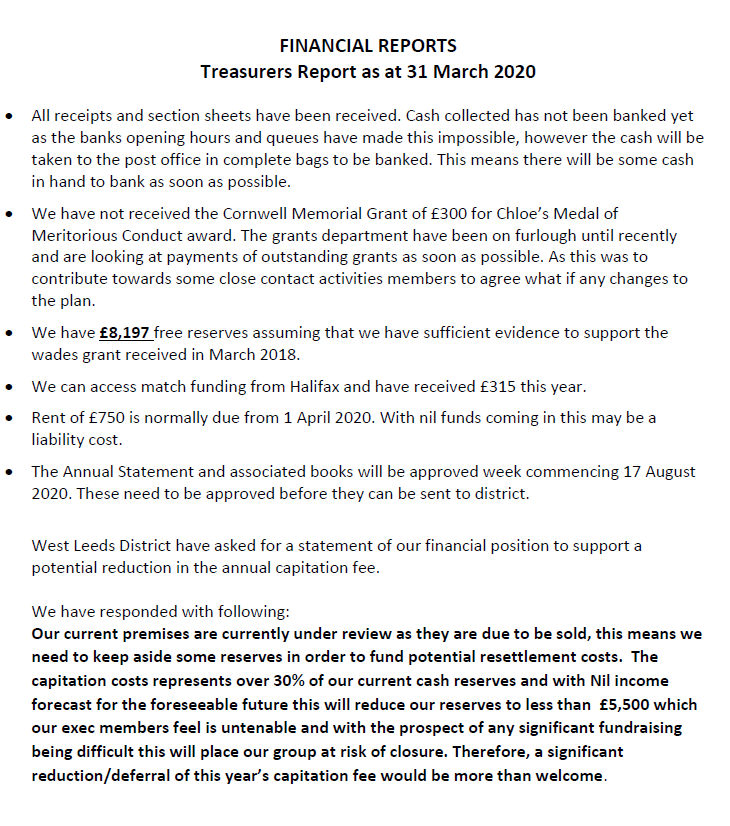 FINANCIAL REPORTS
Treasurers Report as at 31 March 2020
• All receipts and section sheets have been received. Cash collected has not been banked yet
as the banks opening hours and queues have made this impossible, however the cash will be
taken to the post office in complete bags to be banked. This means there will be some cash
in hand to bank as soon as possible.
• We have not received the Cornwell Memorial Grant of £300 for Chloe’s Medal of
Meritorious Conduct award. The grants department have been on furlough until recently
and are looking at payments of outstanding grants as soon as possible. As this was to
contribute towards some close contact activities members to agree what if any changes to
the plan.
• We have £8,197 free reserves assuming that we have sufficient evidence to support the
wades grant received in March 2018.
• We can access match funding from Halifax and have received £315 this year.
• Rent of £750 is normally due from 1 April 2020. With nil funds coming in this may be a
liability cost.
• The Annual Statement and associated books will be approved week commencing 17 August
2020. These need to be approved before they can be sent to district.
West Leeds District have asked for a statement of our financial position to support a
potential reduction in the annual capitation fee.
We have responded with following:
Our current premises are currently under review as they are due to be sold, this means we
need to keep aside some reserves in order to fund potential resettlement costs.  The
capitation costs represents over 30% of our current cash reserves and with Nil income
forecast for the foreseeable future this will reduce our reserves to less than  £5,500 which
our exec members feel is untenable and with the prospect of any significant fundraising
being difficult this will place our group at risk of closure. Therefore, a significant
reduction/deferral of this year’s capitation fee would be more than welcome.